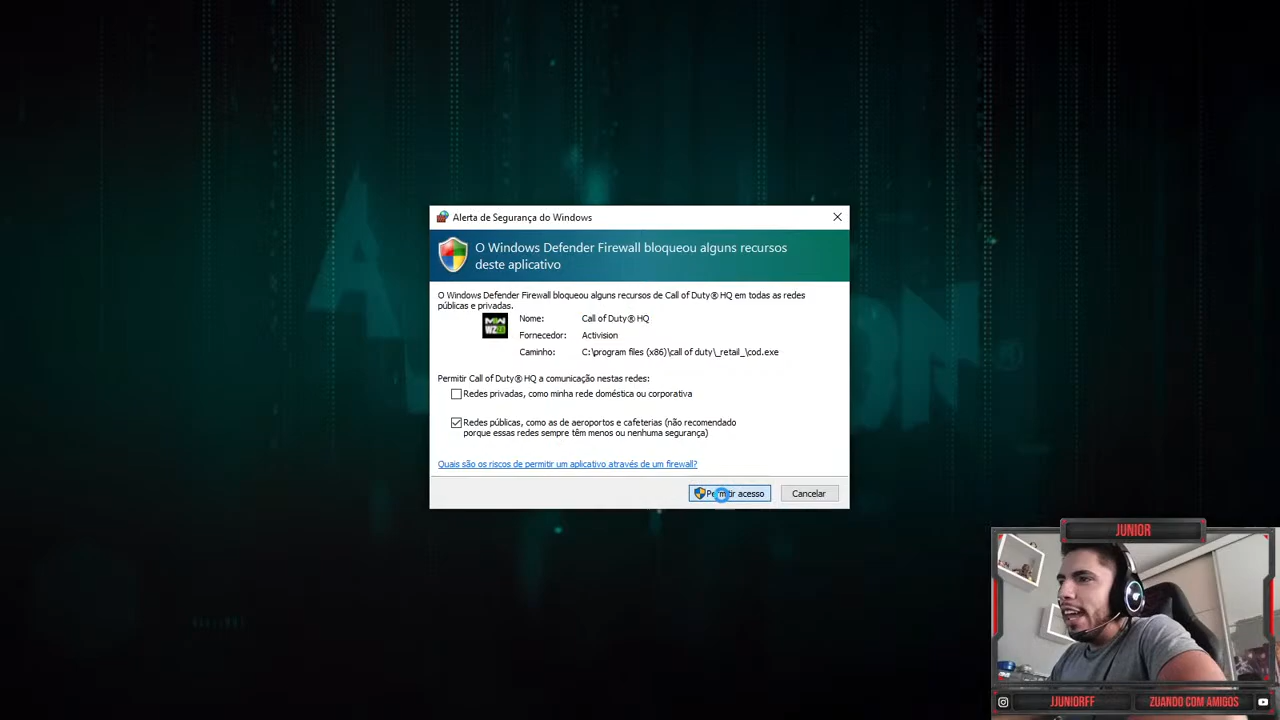 Alerta de Segurança do Windows
O Windows Defender Firewall bloqueou alguns recursos
deste aplicativo
O Windows Defender Firewall bloqueou alguns recursos de Call of Duty® HQ em todas as redes
públicas e privadas.
MW
WZ2.0
Nome: Call of Duty® HQ
Fornecedor: Activision
Caminho: C:\program files (x86)\call of duty\_retail_\cod.exe
Permitir Call of Duty® HQ a comunicação nestas redes:
Redes privadas, como minha rede doméstica ou corporativa
Redes públicas, como as de aeroportos e cafeterias (não recomendado
porque essas redes sempre têm menos ou nenhuma segurança)
Quais são os riscos de permitir um aplicativo através de um firewall?
Permitir acesso Cancelar
JUNIOR
JJUNIORFF ZUANDO COM AMIGOS